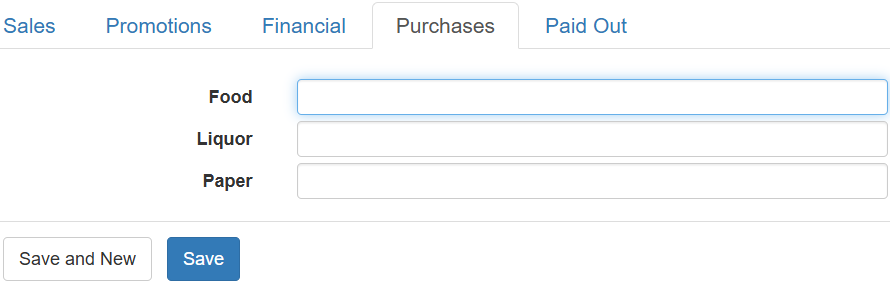 Sales Promotions Financial Purchases Paid Out
Food
Liquor
Paper
Save and New Save